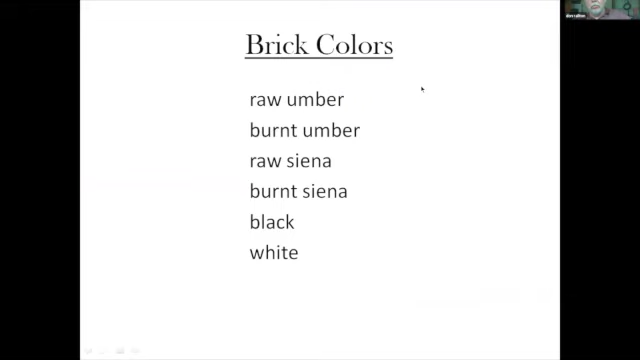 Brick Colors
raw umber
burnt umber
raw siena
burnt siena
black
white